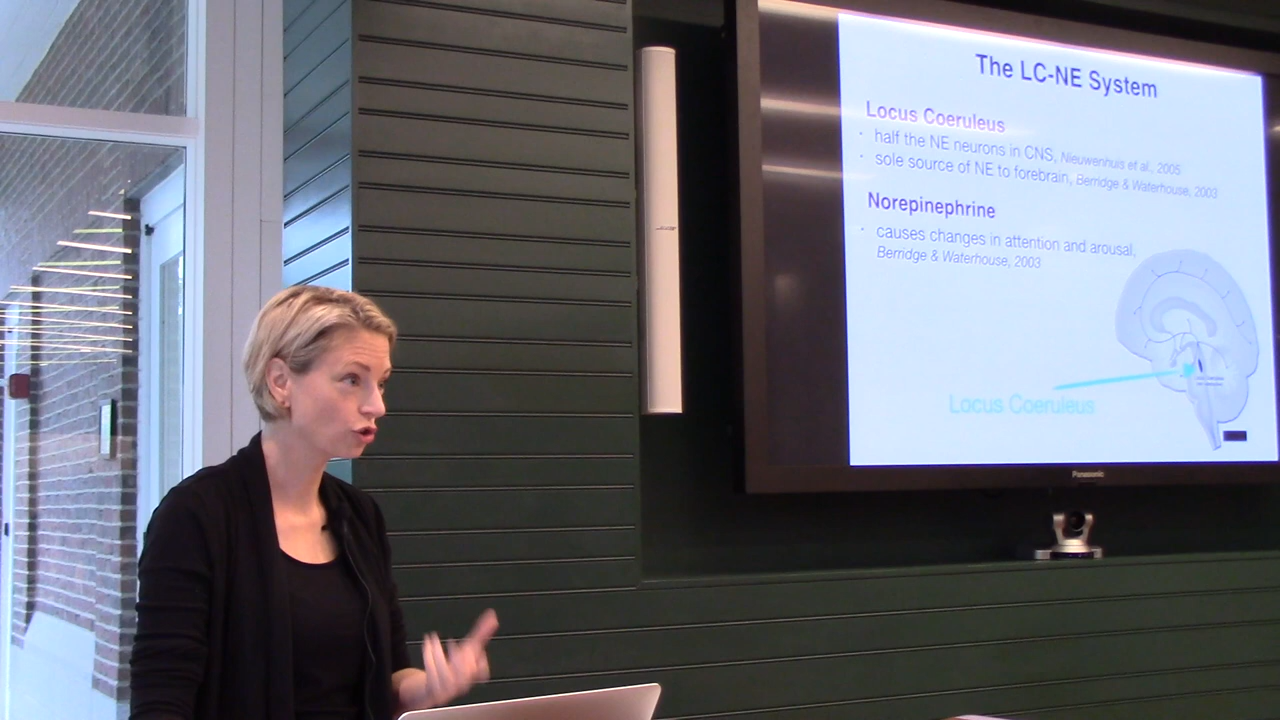 The LC-NE System
Locus Coeruleus
· half the NE neurons in CNS, Nieuwenhuis et al., 2005
· sole source of NE to forebrain, Berridge & Waterhouse, 2003
Norepinephrine
· causes changes in attention and arousal,
Berridge & Waterhouse, 2003
Locus Coeruleus
Panasonic